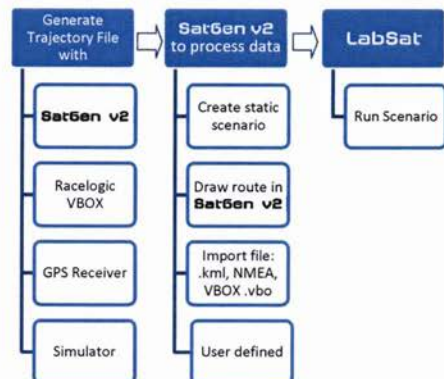 Generate
Trajectory File
with
SatGen v2
Racelogic
VBOX
GPS Receiver
Simulator
SatGen v2
to process data
Create static
scenario
Draw route in
SatGen v2
Import file:
.kml, NMEA,
VBOX .vbo
User defined
LabSat
Run Scenario